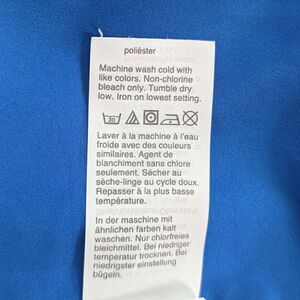 poliéster
Machine wash cold with
like colors. Non-chlorine
bleach only. Tumble dry
low. Iron on lowest setting.
30
Laver à la machine à l'eau
froide avec des couleurs
similaires. Agent de
blanchiment sans chlore
seulement. Sécher au
sèche-linge au cycle doux.
Repasser à la plus basse
température.
In der maschine mit
ähnlichen farben kalt
waschen. Nur chlorfreies
bleichmittel. Bei niedriger
temperatur trocknen. Bei
niedrigster einstellung
bügeln.